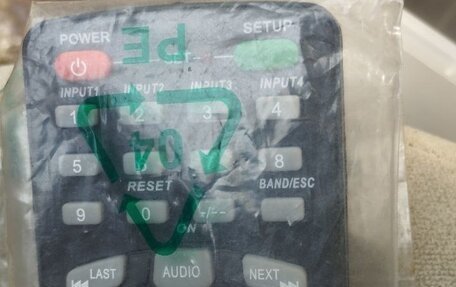 POWER SETUP
PE
INPUT1 INPUT2 INPUT3 INPUT4
1 2 3 4
04
5 8
RESET BAND/ESC
9 0 -/--
LAST AUDIO NEXT